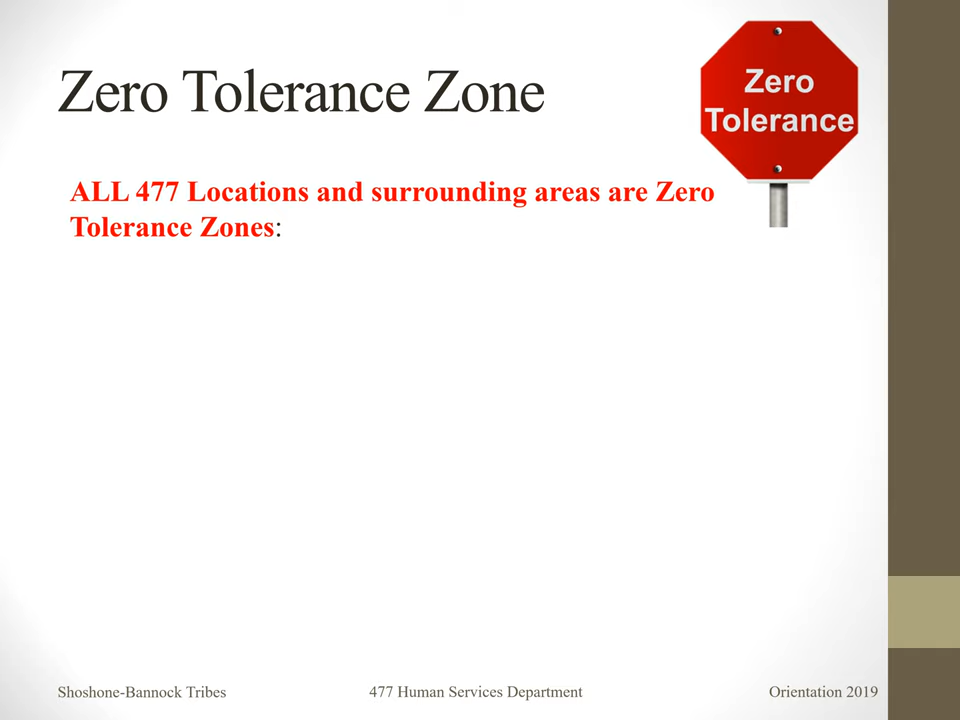 Zero Tolerance Zone
Zero
Tolerance
ALL 477 Locations and surrounding areas are Zero
Tolerance Zones:
Shoshone-Bannock Tribes
477 Human Services Department
Orientation 2019